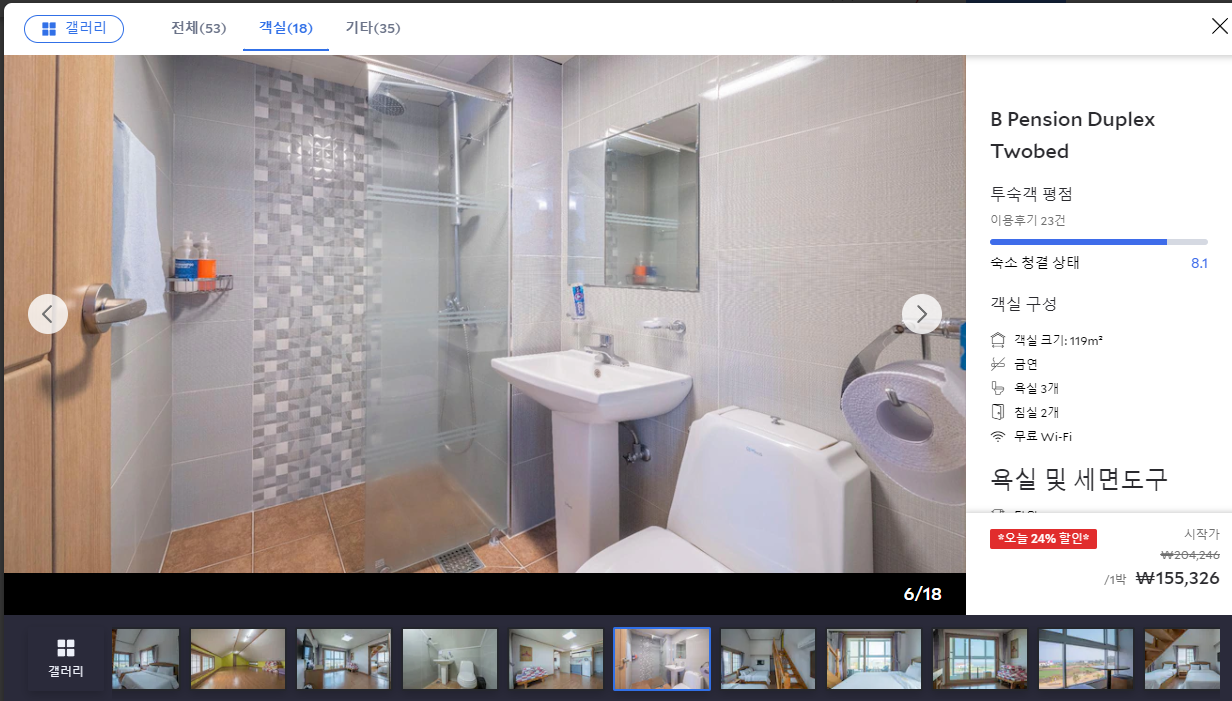 갤러리
전체(53)
객실(18)
기타(35)
B Pension Duplex
Twobed
투숙객 평점
이용후기 23건
숙소 청결 상태
8.1
객실 구성
객실 크기: 119m²
금연
욕실 3개
침실 2개
무료 Wi-Fi
욕실 및 세면도구
*오늘 24% 할인*
시작가
₩204,246
/1박 ₩155,326
6/18
갤러리